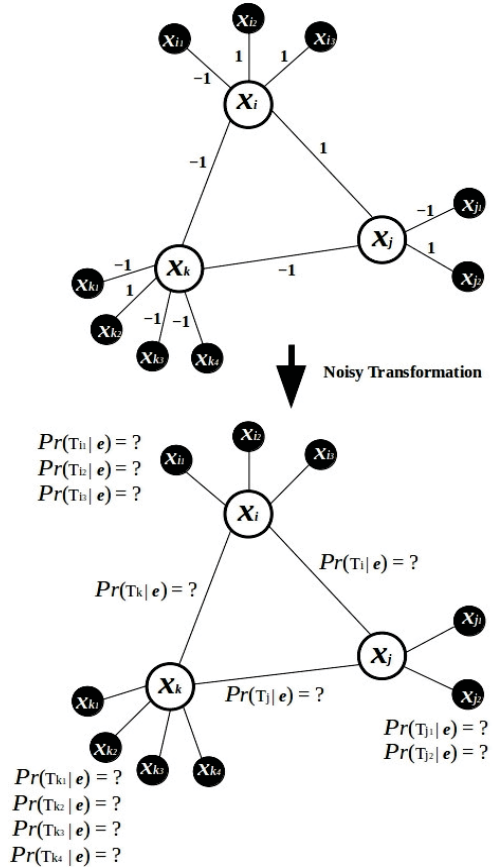 x_i2
x_i1
x_i3
−1 1 1
x_i
−1 1
x_j1
−1
x_j
1
x_j2
x_k
−1
−1
x_k1
1
−1 −1
x_k2
x_k3 x_k4
Noisy Transformation
x_i2
Pr(T_i1 | e) = ?
x_i1 x_i3
Pr(T_i2 | e) = ?
Pr(T_i3 | e) = ?
x_i
Pr(T_i | e) = ?
Pr(T_k | e) = ?
x_j1
x_j
x_k
Pr(T_j | e) = ?
x_j2
x_k1
Pr(T_j1 | e) = ?
x_k2
Pr(T_j2 | e) = ?
x_k3 x_k4
Pr(T_k1 | e) = ?
Pr(T_k2 | e) = ?
Pr(T_k3 | e) = ?
Pr(T_k4 | e) = ?